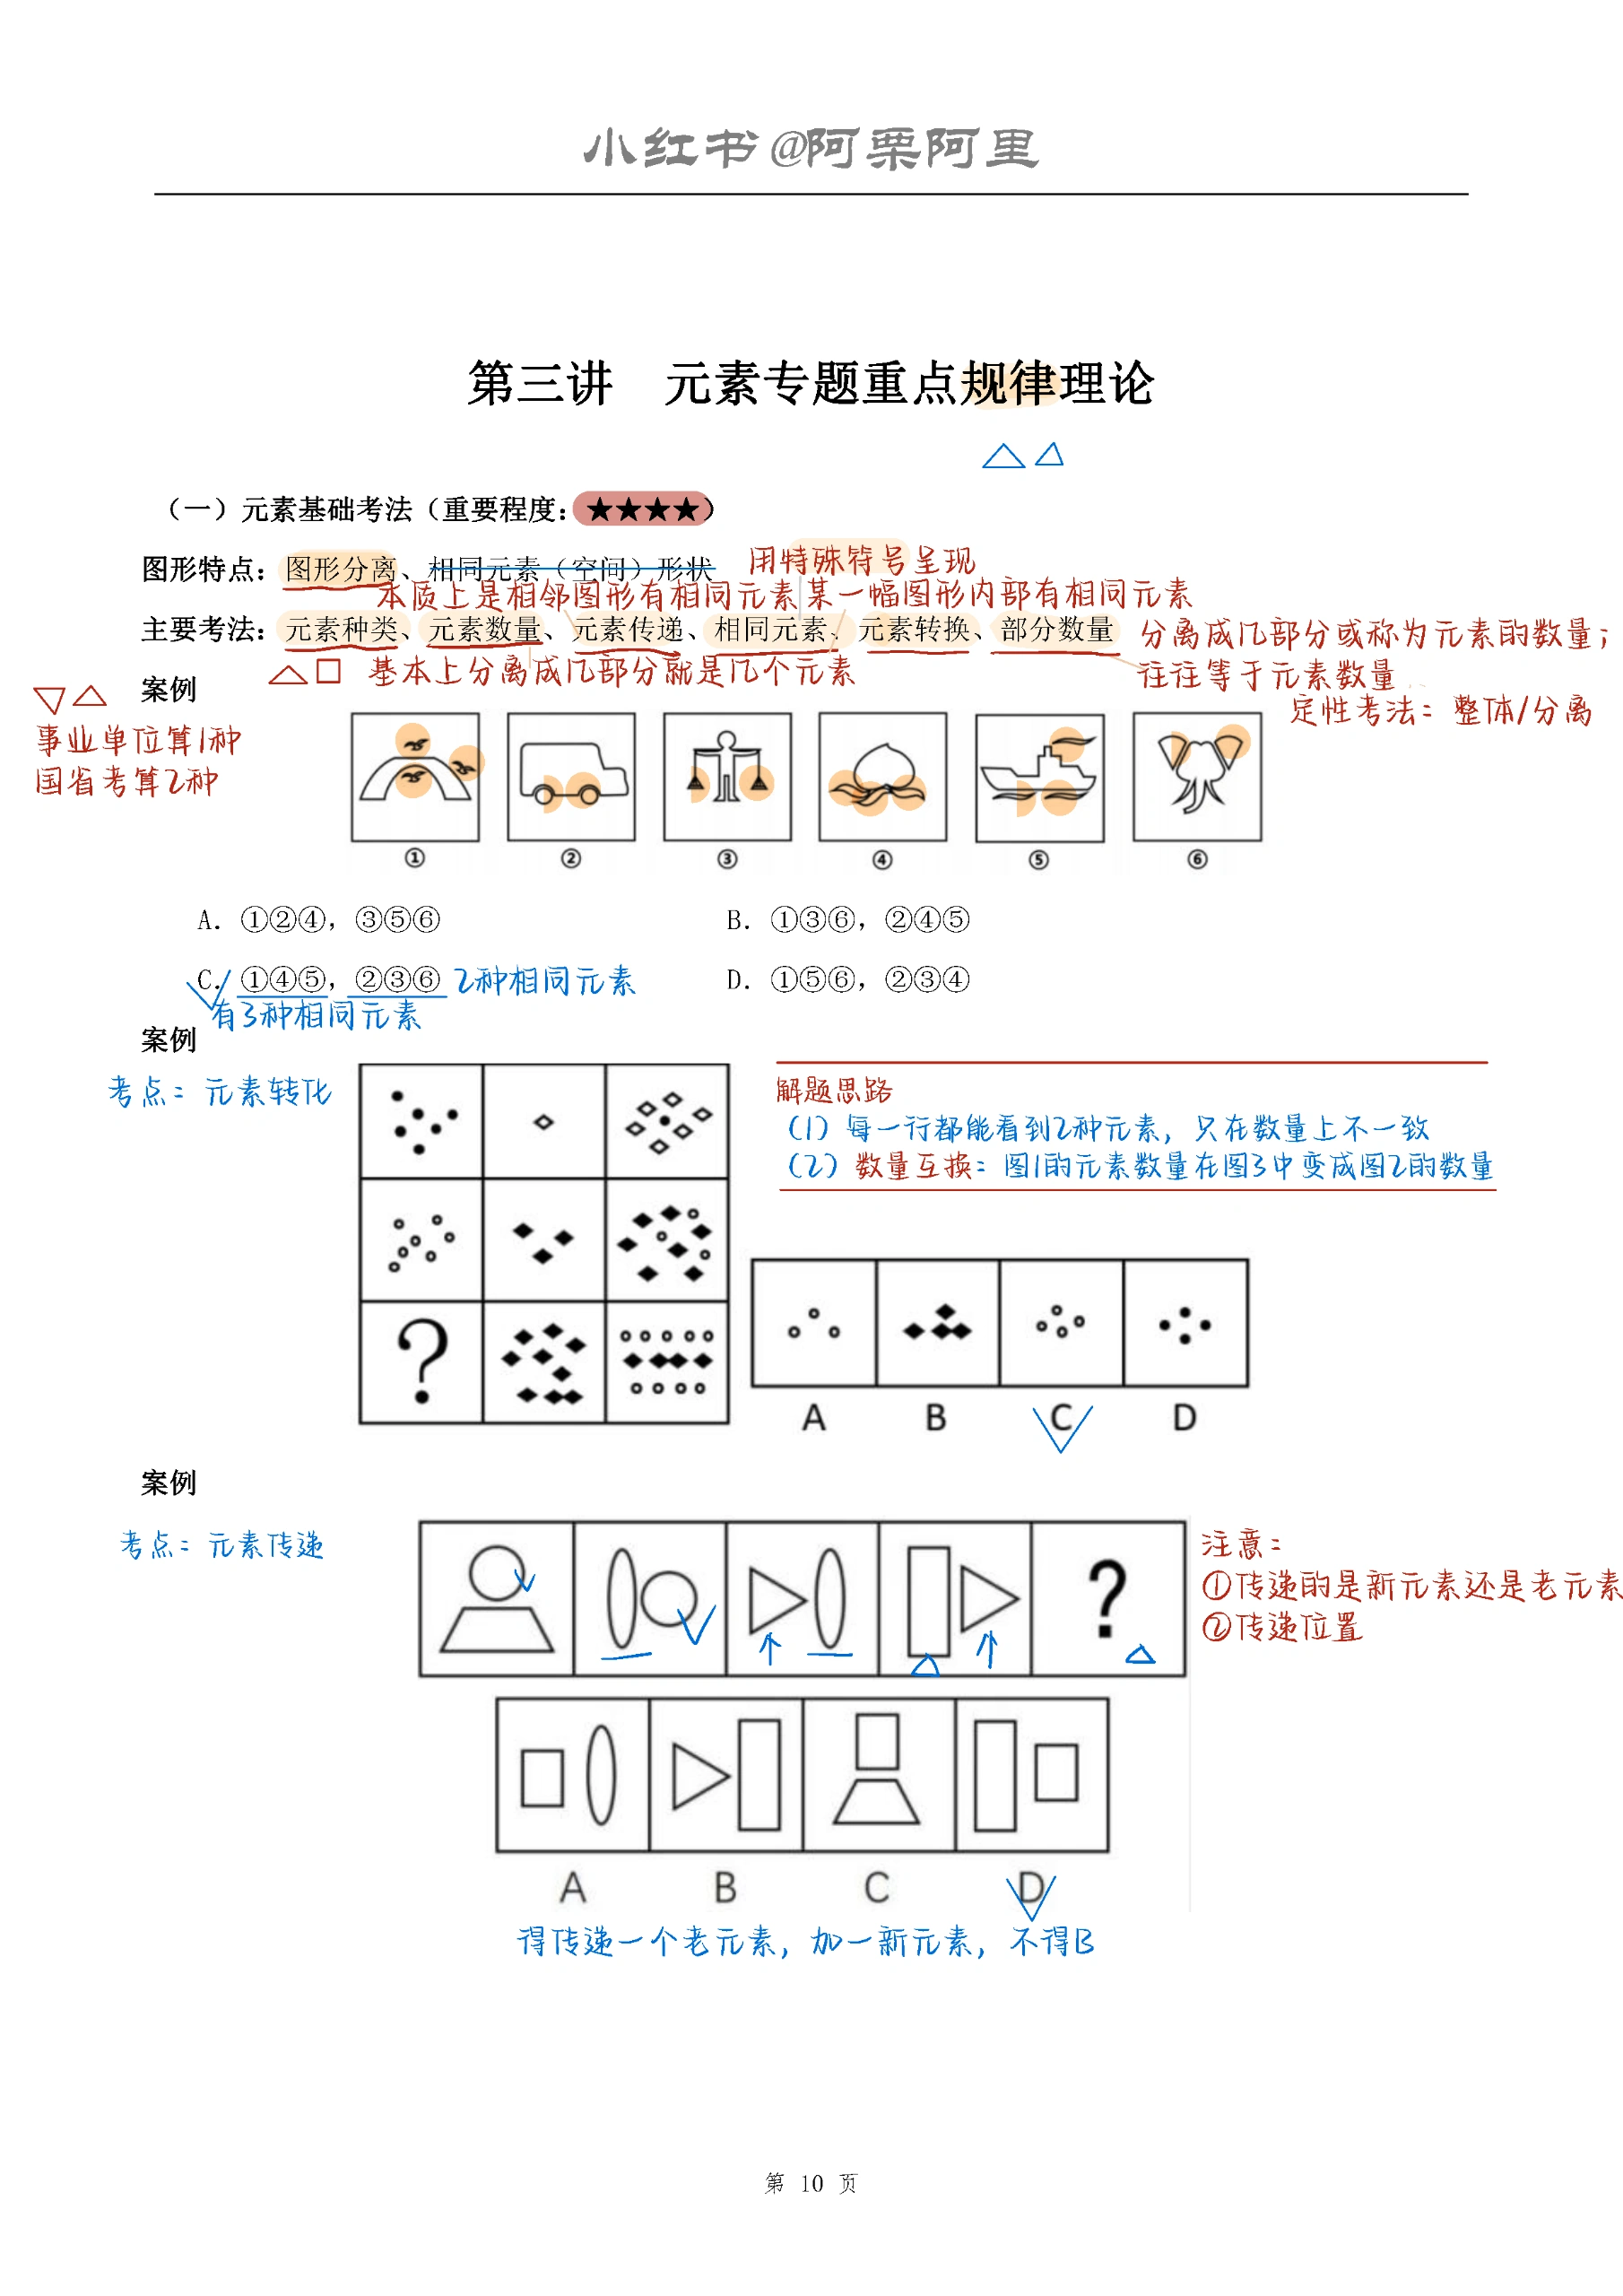 小红书@阿栗阿里
第三讲 元素专题重点规律理论
（一）元素基础考法（重要程度：★★★★）
图形特点：图形分离、相同元素（空间）形状 用特殊符号呈现
本质上是相邻图形有相同元素 某一幅图形内部有相同元素
主要考法：元素种类、元素数量、元素传递、相同元素、元素转换、部分数量 分离成几部分或称为元素的数量；
△□ 基本上分离成几部分就是几个元素 往往等于元素数量
▽△ 案例 定性考法：整体/分离
事业单位算1种
国省考算2种
① ② ③ ④ ⑤ ⑥
A. ①②④，③⑤⑥ B. ①③⑥，②④⑤
C. ①④⑤，②③⑥ 2种相同元素 D. ①⑤⑥，②③④
有3种相同元素
案例
考点：元素转化
解题思路
（1）每一行都能看到2种元素，只在数量上不一致
（2）数量互换：图1的元素数量在图3中变成图2的数量
?
A B C D
案例
考点：元素传递
?
注意：
①传递的是新元素还是老元素
②传递位置
A B C D
得传递一个老元素，加一新元素，不得B
第 10 页